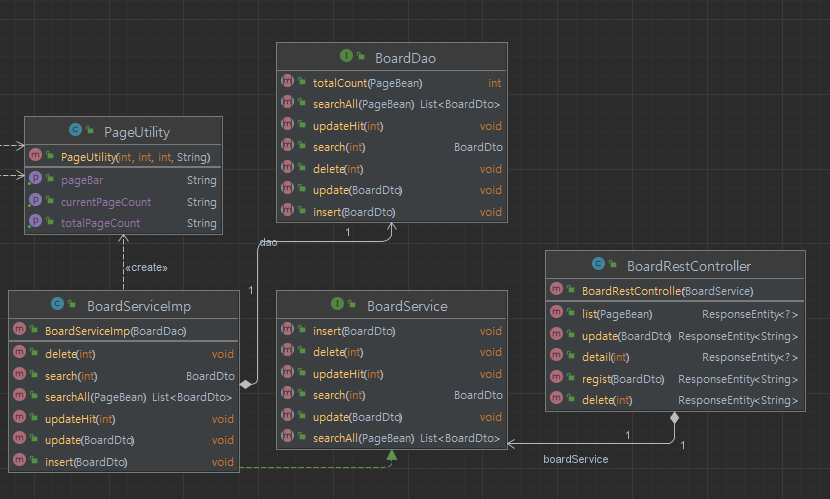 BoardDao
totalCount(PageBean) int
searchAll(PageBean) List<BoardDto>
updateHit(int) void
search(int) BoardDto
delete(int) void
update(BoardDto) void
insert(BoardDto) void
PageUtility
PageUtility(int, int, int, String)
pageBar String
currentPageCount String
totalPageCount String
1
dao
«create»
1
BoardServiceImp
BoardServiceImp(BoardDao)
delete(int) void
search(int) BoardDto
searchAll(PageBean) List<BoardDto>
updateHit(int) void
update(BoardDto) void
insert(BoardDto) void
BoardService
insert(BoardDto) void
delete(int) void
updateHit(int) void
search(int) BoardDto
update(BoardDto) void
searchAll(PageBean) List<BoardDto>
BoardRestController
BoardRestControlle(BoardService)
list(PageBean) ResponseEntity<?>
update(BoardDto) ResponseEntity<String>
detail(int) ResponseEntity<?>
regist(BoardDto) ResponseEntity<String>
delete(int) ResponseEntity<String>
1
1
boardService